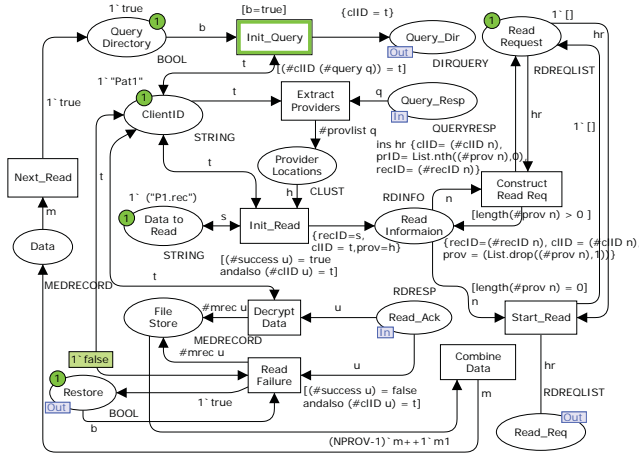 1`true
[b=true]
{clID = t}
1
1
1`[]
Query
Directory
b
Init_Query
Query_Dir
Read
Request
hr
Out
BOOL
DIRQUERY
t
[(#clID (#query q)) = t]
RDREQLIST
1`"Pat1"
1
1`true
ClientID
t
Extract
Providers
q
Query_Resp
In
hr
1`[]
STRING
#provlist q
QUERYRESP
ins hr {clID= (#clID n),
prID= List.nth((#prov n),0),
recID= (#recID n)}
t
t
Provider
Locations
Next_Read
CLUST
Construct
Read Req
1` ("P1.rec")
h
RDINFO
n
m
1
Data to
Read
s
Init_Read
Read
Informaion
n
[length(#prov n) > 0 ]
Data
STRING
{recID=s,
clID = t,prov=h}
{recID=(#recID n), clID = (#clID n)
prov = (List.drop((#prov n),1))}
[(#success u) = true
andalso (#clID u) = t]
MEDRECORD
t
RDRESP
[length(#prov n) = 0]
n
File
Store
#mrec u
Decrypt
Data
u
Read_Ack
In
Start_Read
MEDRECORD
#mrec u
1`false
Read
Failure
u
Combine
Data
hr
1
Restore
Out
1`true
[(#success u) = false
andalso (#clID u) = t]
m
RDREQLIST
BOOL
b
Out
Read_Req
(NPROV-1)`m++1`m1